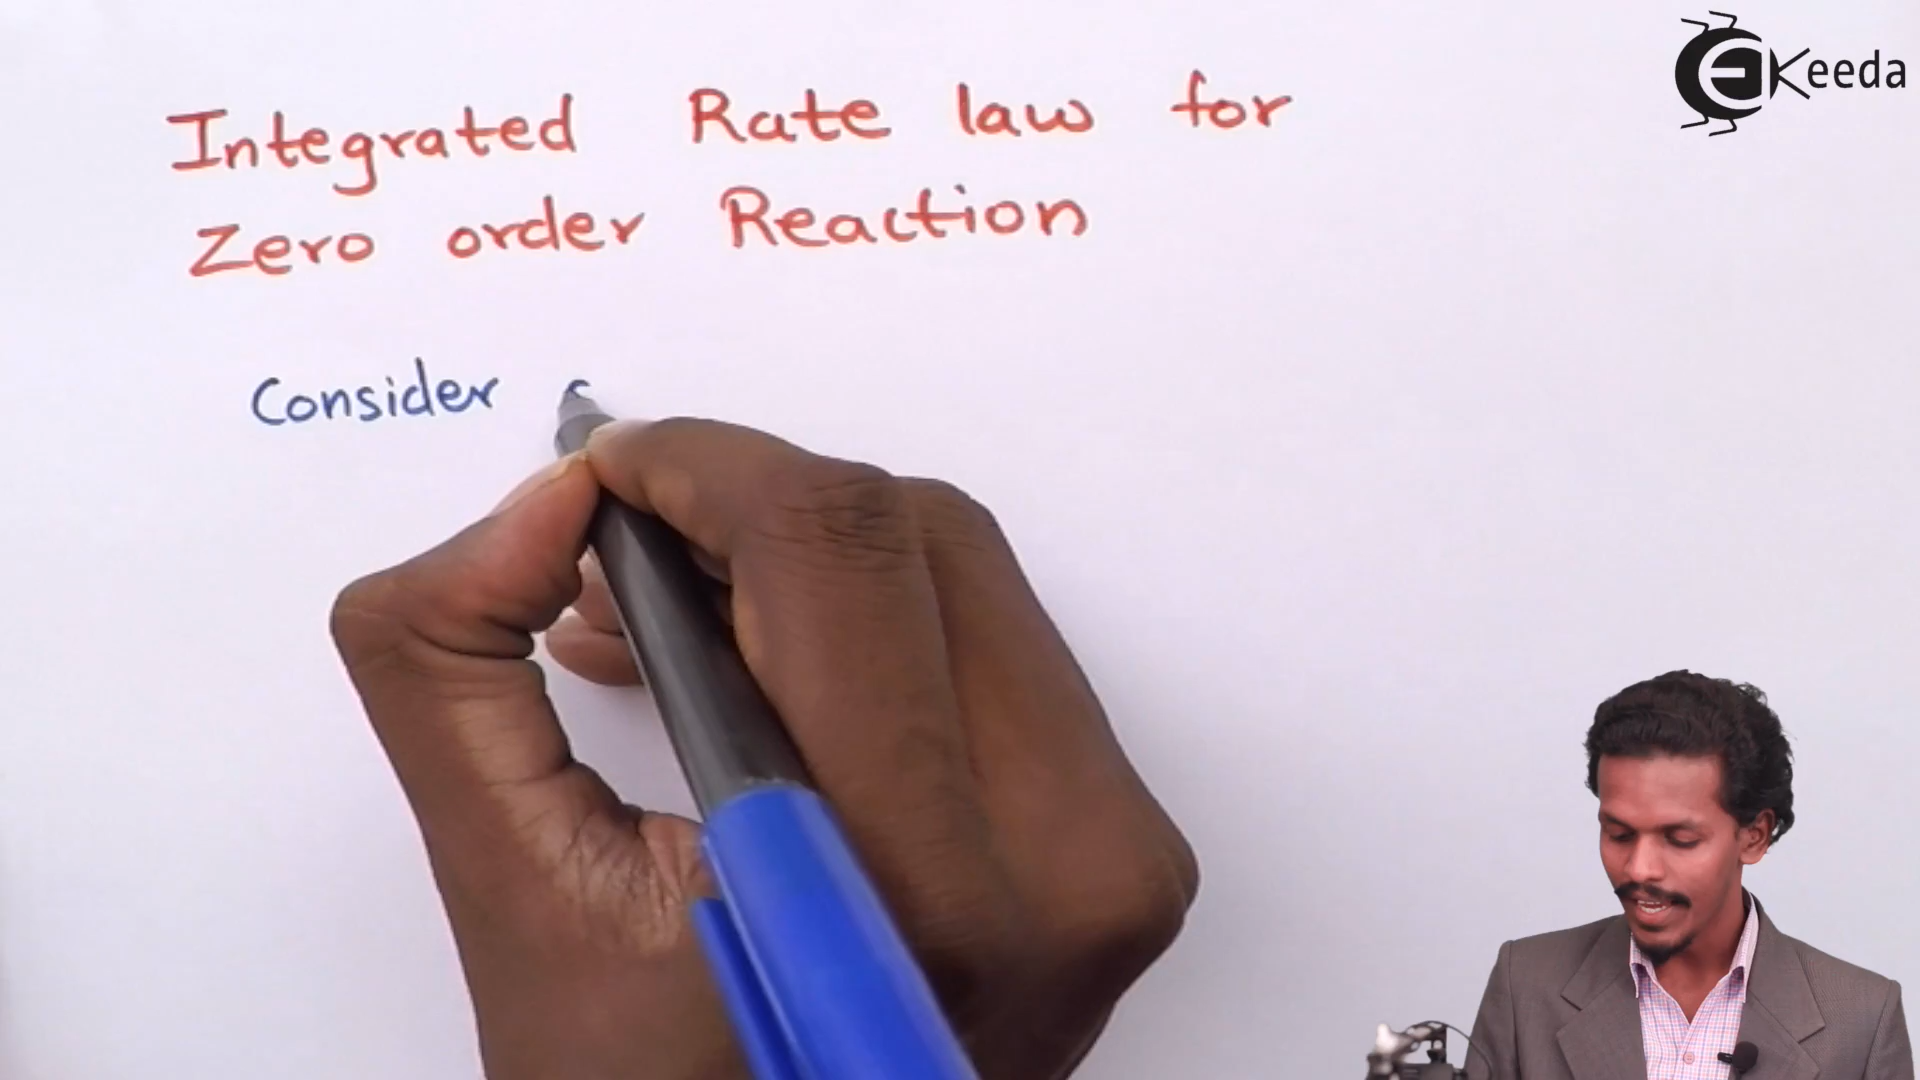 Integrated Rate law for
Zero order Reaction
Consider
EKeeda